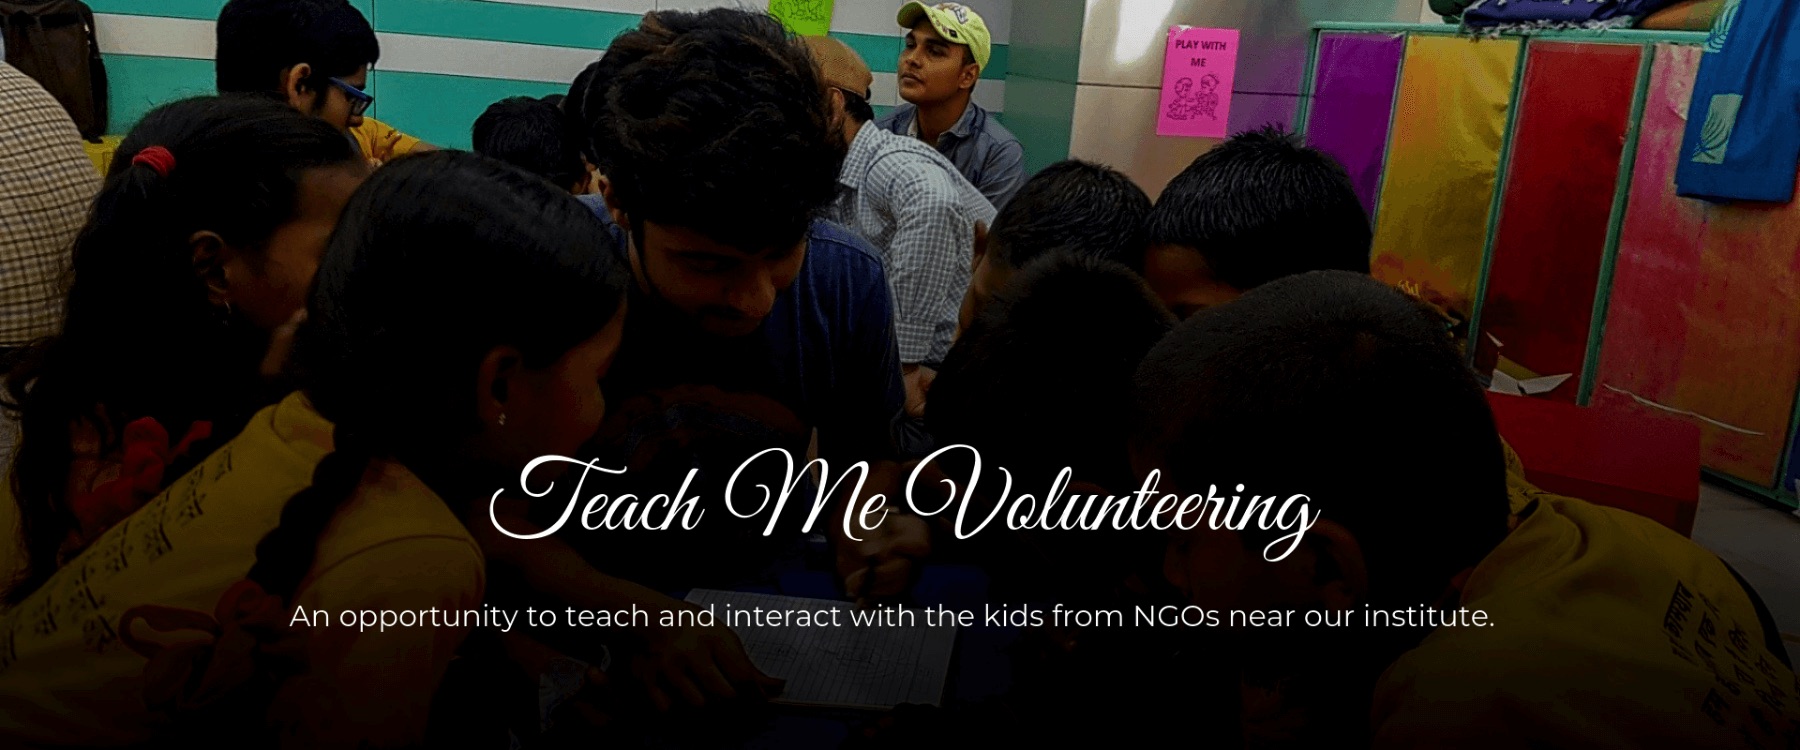 PLAY WITH
ME
Teach Me Volunteering
An opportunity to teach and interact with the kids from NGOs near our institute.